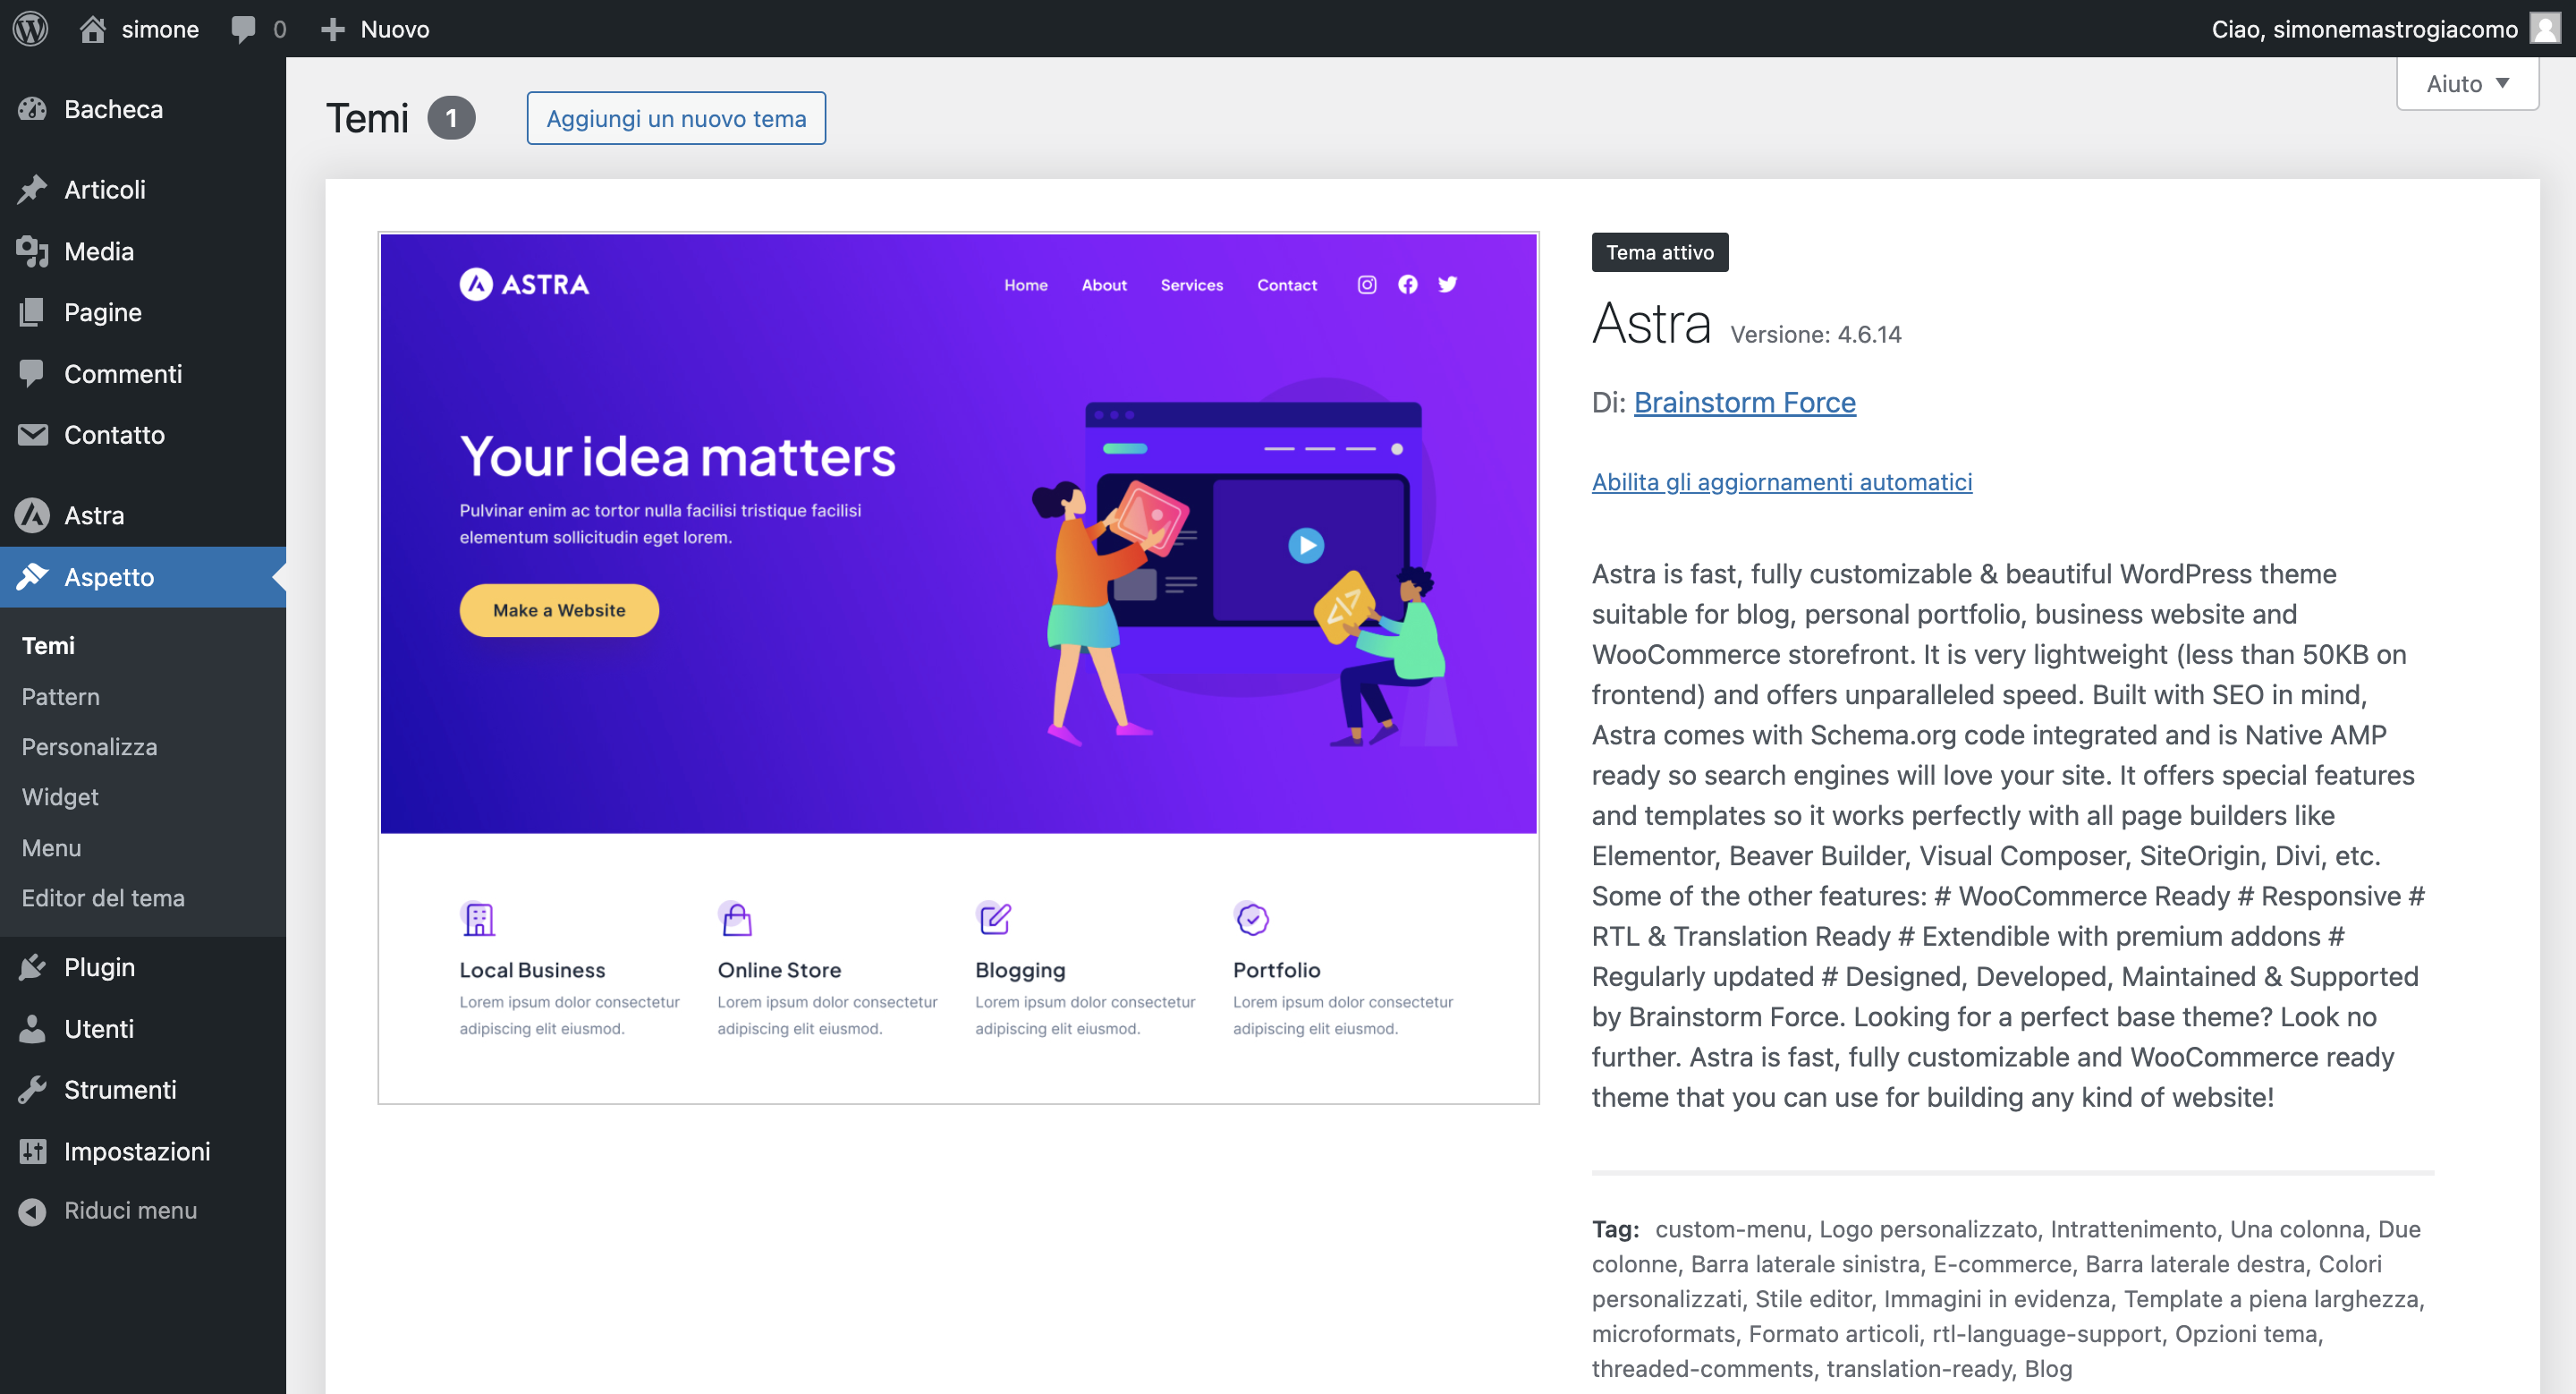 simone
0
Nuovo
Ciao, simonemastrogiacomo
Bacheca
Articoli
Media
Pagine
Commenti
Contatto
Astra
Aspetto
Temi
Pattern
Personalizza
Widget
Menu
Editor del tema
Plugin
Utenti
Strumenti
Impostazioni
Riduci menu
Temi 1
Aggiungi un nuovo tema
Aiuto
ASTRA
Home About Services Contact
Your idea matters
Pulvinar enim ac tortor nulla facilisi tristique facilisi
elementum sollicitudin eget lorem.
Make a Website
Local Business
Lorem ipsum dolor consectetur
adipiscing elit eiusmod.
Online Store
Lorem ipsum dolor consectetur
adipiscing elit eiusmod.
Blogging
Lorem ipsum dolor consectetur
adipiscing elit eiusmod.
Portfolio
Lorem ipsum dolor consectetur
adipiscing elit eiusmod.
Tema attivo
Astra Versione: 4.6.14
Di: Brainstorm Force
Abilita gli aggiornamenti automatici
Astra is fast, fully customizable & beautiful WordPress theme
suitable for blog, personal portfolio, business website and
WooCommerce storefront. It is very lightweight (less than 50KB on
frontend) and offers unparalleled speed. Built with SEO in mind,
Astra comes with Schema.org code integrated and is Native AMP
ready so search engines will love your site. It offers special features
and templates so it works perfectly with all page builders like
Elementor, Beaver Builder, Visual Composer, SiteOrigin, Divi, etc.
Some of the other features: # WooCommerce Ready # Responsive #
RTL & Translation Ready # Extendible with premium addons #
Regularly updated # Designed, Developed, Maintained & Supported
by Brainstorm Force. Looking for a perfect base theme? Look no
further. Astra is fast, fully customizable and WooCommerce ready
theme that you can use for building any kind of website!
Tag: custom-menu, Logo personalizzato, Intrattenimento, Una colonna, Due
colonne, Barra laterale sinistra, E-commerce, Barra laterale destra, Colori
personalizzati, Stile editor, Immagini in evidenza, Template a piena larghezza,
microformats, Formato articoli, rtl-language-support, Opzioni tema,
threaded-comments, translation-ready, Blog